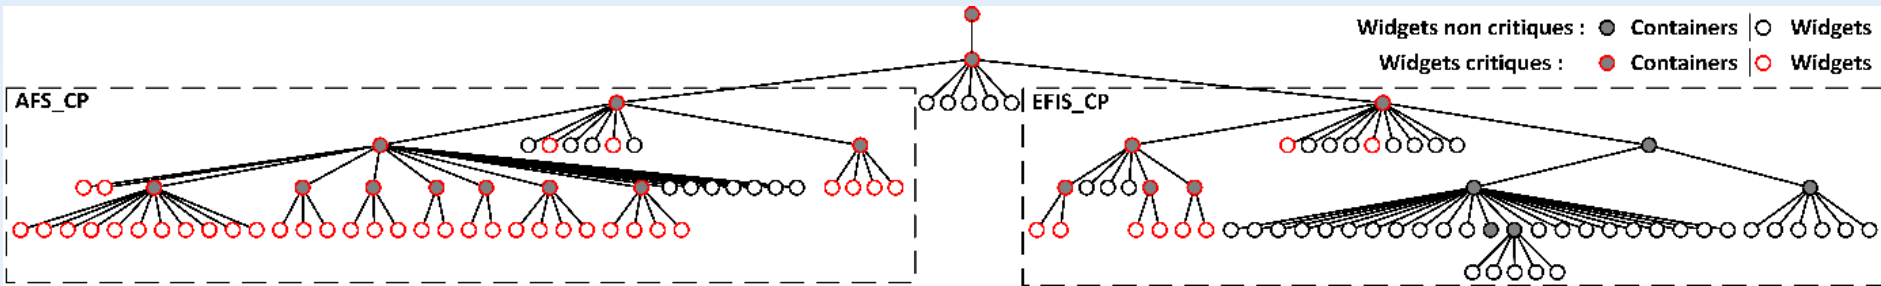 Widgets non critiques : Containers | Widgets
Widgets critiques : Containers | Widgets
AFS_CP
EFIS_CP